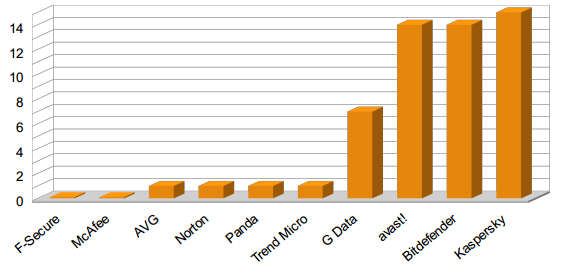 14
12
10
8
6
4
2
0
F-Secure
McAfee
AVG
Norton
Panda
Trend Micro
G Data
avast!
Bitdefender
Kaspersky